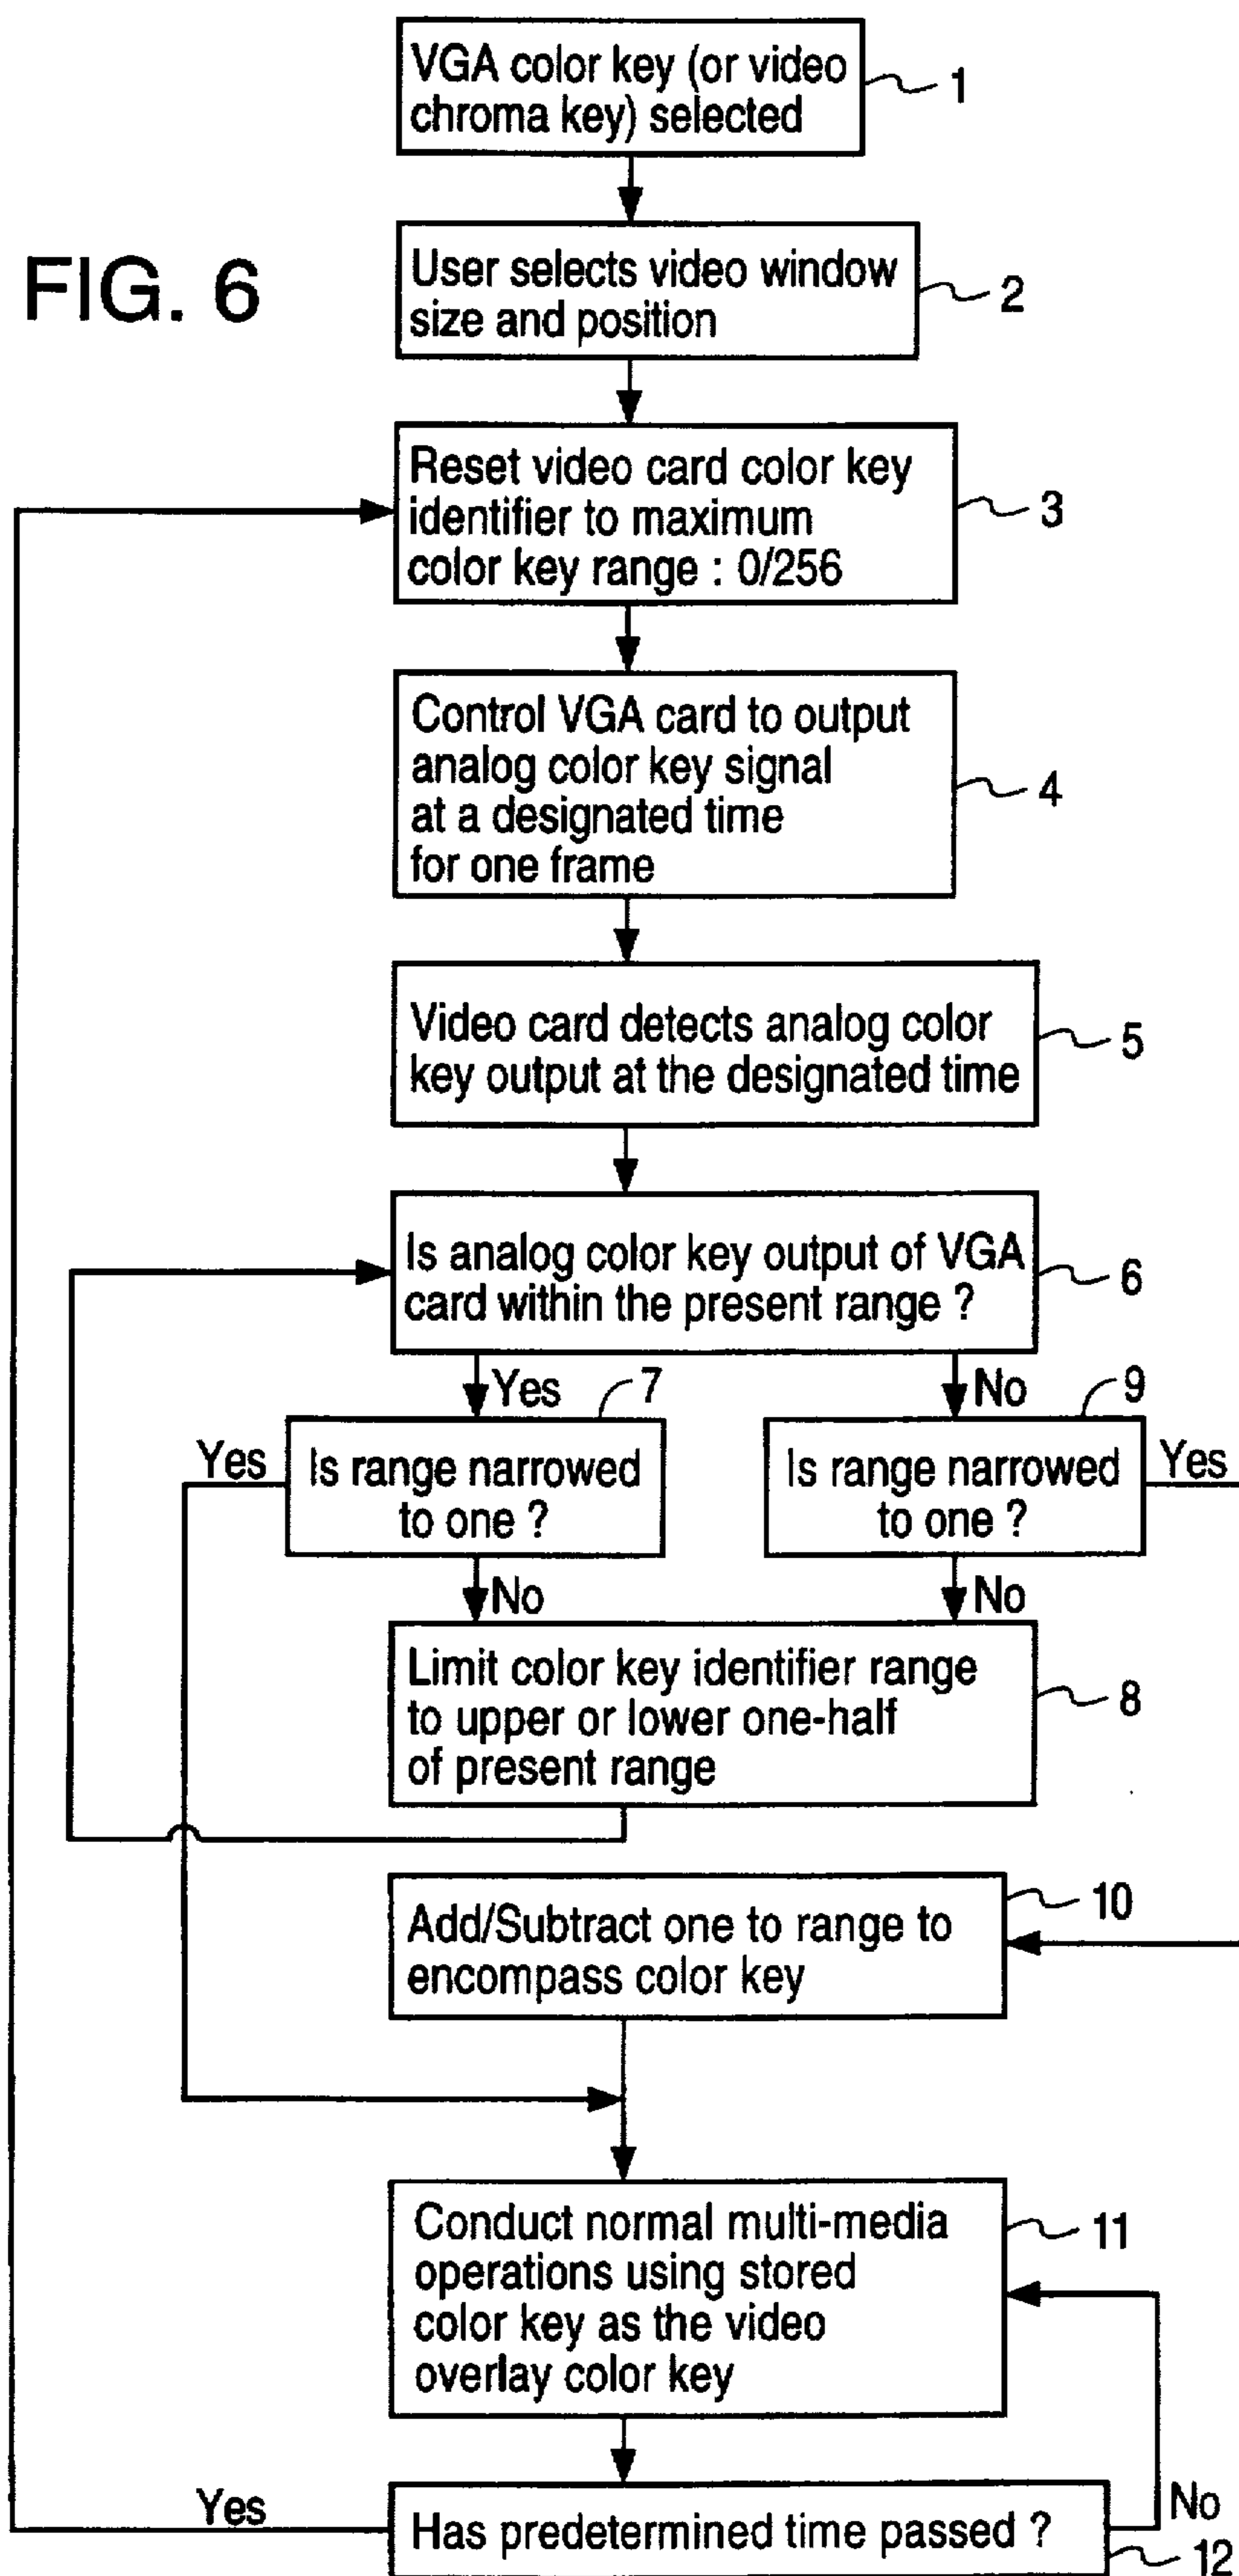 FIG. 6
VGA color key (or video
chroma key) selected
1
User selects video window
size and position
2
Reset video card color key
identifier to maximum
color key range : 0/256
3
Control VGA card to output
analog color key signal
at a designated time
for one frame
4
Video card detects analog color
key output at the designated time
5
Is analog color key output of VGA
card within the present range ?
6
Yes
7
No
9
Yes
Is range narrowed
to one ?
Is range narrowed
to one ?
Yes
No
No
Limit color key identifier range
to upper or lower one-half
of present range
8
Add/Subtract one to range to
encompass color key
10
Conduct normal multi-media
operations using stored
color key as the video
overlay color key
11
Yes
Has predetermined time passed ?
No
12